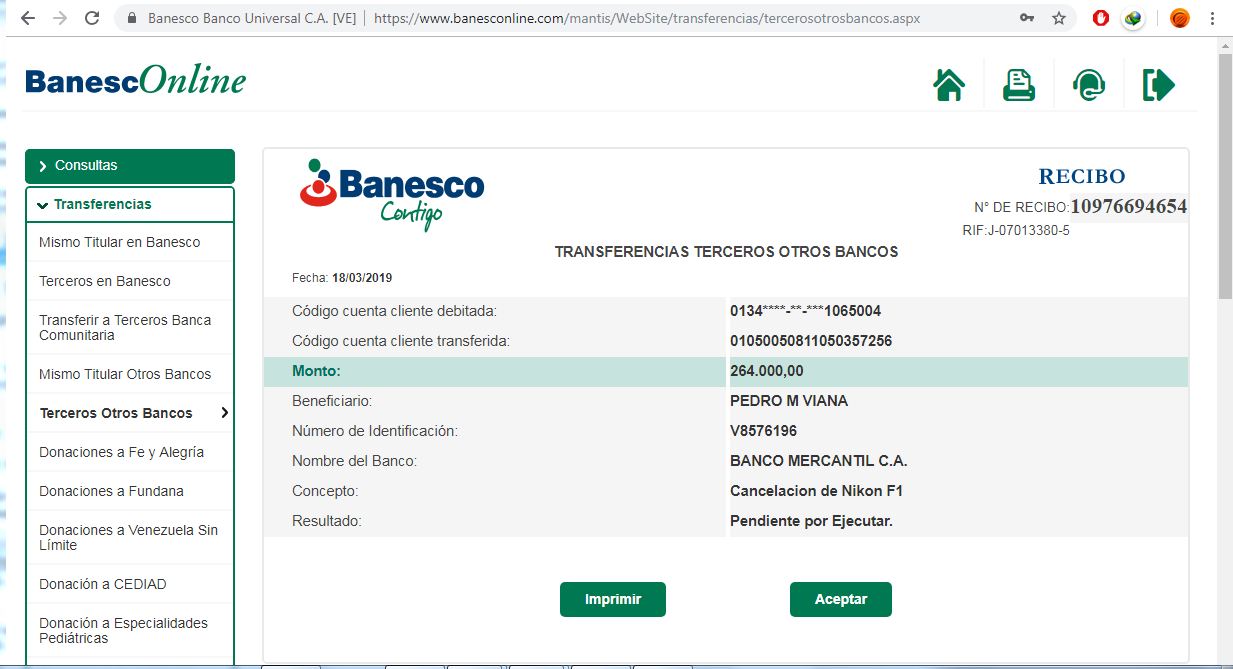 Banesco Banco Universal C.A. [VE] | https://www.banesconline.com/mantis/WebSite/transferencias/tercerosotrosbancos.aspx
BanescOnline
Consultas
Transferencias
Mismo Titular en Banesco
Terceros en Banesco
Transferir a Terceros Banca
Comunitaria
Mismo Titular Otros Bancos
Terceros Otros Bancos
Donaciones a Fe y Alegría
Donaciones a Fundana
Donaciones a Venezuela Sin
Límite
Donación a CEDIAD
Donación a Especialidades
Pediátricas
Banesco
Contigo
RECIBO
N° DE RECIBO:10976694654
RIF:J-07013380-5
TRANSFERENCIAS TERCEROS OTROS BANCOS
Fecha: 18/03/2019
Código cuenta cliente debitada: 0134****-**-***1065004
Código cuenta cliente transferida: 01050050811050357256
Monto: 264.000,00
Beneficiario: PEDRO M VIANA
Número de Identificación: V8576196
Nombre del Banco: BANCO MERCANTIL C.A.
Concepto: Cancelacion de Nikon F1
Resultado: Pendiente por Ejecutar.
Imprimir Aceptar